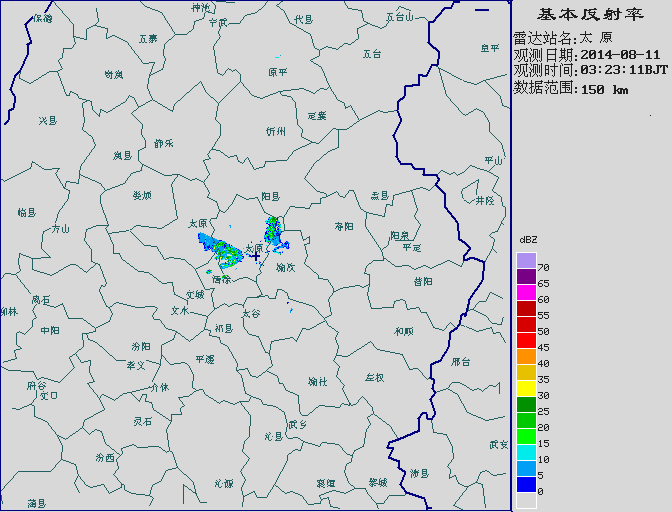 基本反射率
雷达站名:太 原
观测日期:2014-08-11
观测时间:03:23:11BJT
数据范围:150 km
dBZ
70
65
60
55
50
45
40
35
30
25
20
15
10
5
0
保德
神池
宁武
代县
五台山
五寨
五台
阜平
岢岚
原平
兴县
定襄
忻州
静乐
岚县
平山
娄烦
阳县
盂县
井陉
临县
方山
太原
寿阳
阳泉
平定
太原
榆次
清徐
昔阳
离石
文城
柳林
文水
太谷
中阳
祁县
和顺
汾阳
孝义
平遥
邢台
介休
榆社
左权
灵石
武乡
沁县
武安
汾西
沁源
襄垣
黎城
涉县
蒲县